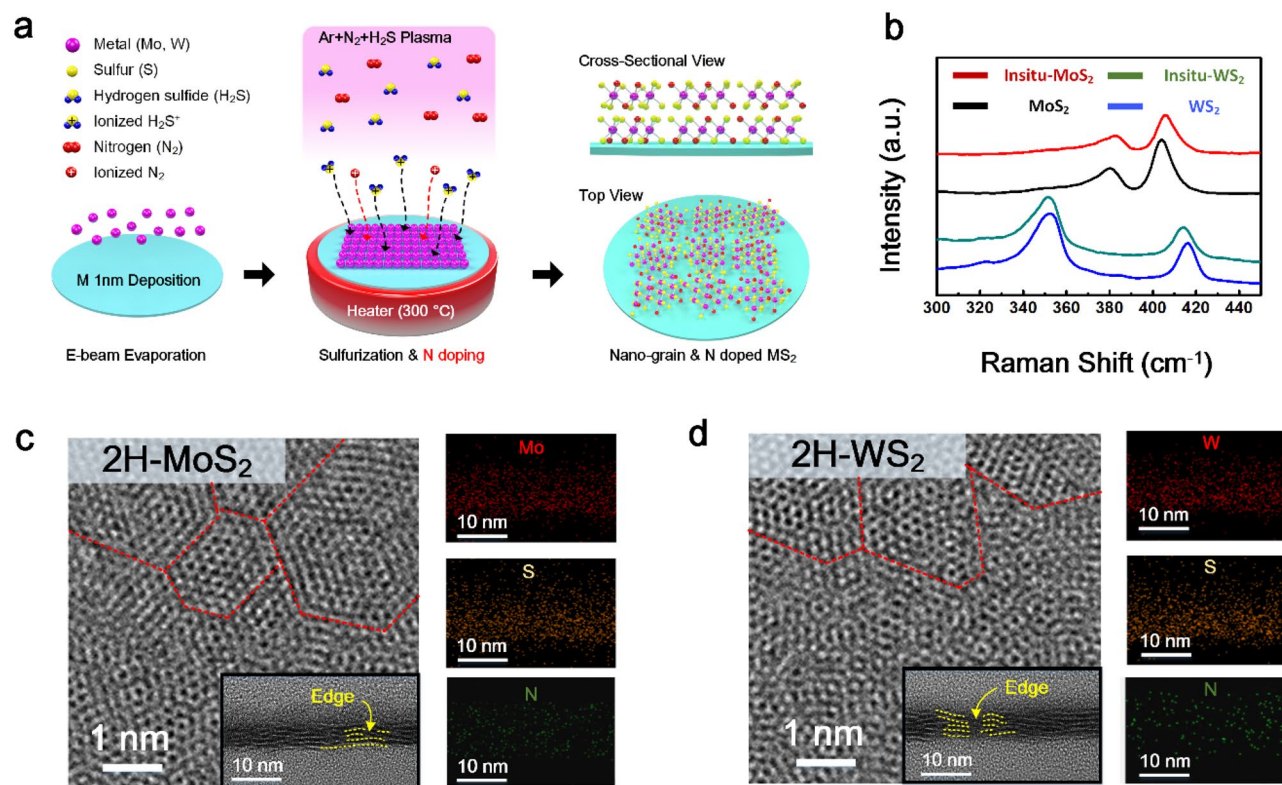 a
Metal (Mo, W)
Sulfur (S)
Hydrogen sulfide (H₂S)
Ionized H₂S⁺
Nitrogen (N₂)
Ionized N₂
M 1nm Deposition
E-beam Evaporation
Ar+N₂+H₂S Plasma
Heater (300 °C)
Sulfurization & N doping
Cross-Sectional View
Top View
Nano-grain & N doped MS₂
b
Insitu-MoS₂
Insitu-WS₂
MoS₂
WS₂
Intensity (a.u.)
300 320 340 360 380 400 420 440
Raman Shift (cm⁻¹)
c
2H-MoS₂
1 nm
Edge
10 nm
Mo
10 nm
S
10 nm
N
10 nm
d
2H-WS₂
1 nm
Edge
10 nm
W
10 nm
S
10 nm
N
10 nm